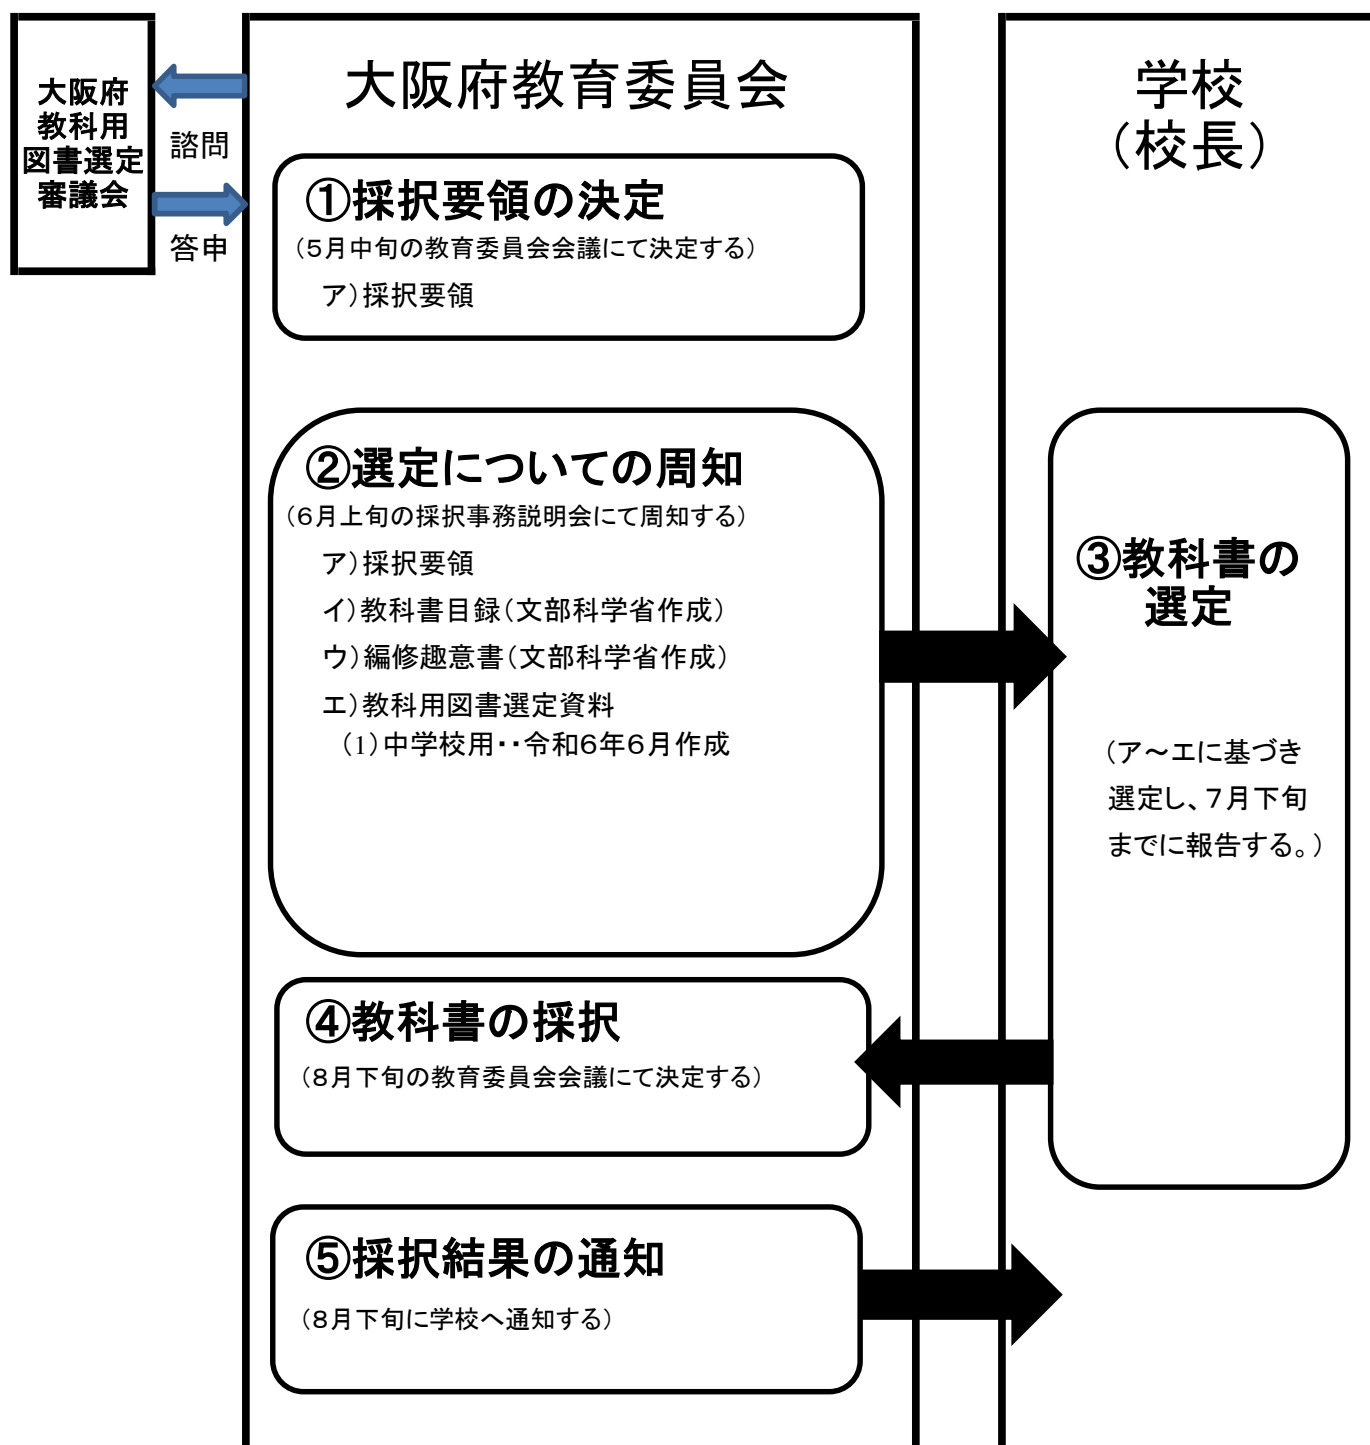 大阪府
教科用
図書選定
審議会
諮問
答申
大阪府教育委員会
①採択要領の決定
（５月中旬の教育委員会会議にて決定する）
ア）採択要領
②選定についての周知
（６月上旬の採択事務説明会にて周知する）
ア）採択要領
イ）教科書目録（文部科学省作成）
ウ）編修趣意書（文部科学省作成）
エ）教科用図書選定資料
（1）中学校用・・令和６年６月作成
学校
（校長）
③教科書の
選定
（ア～エに基づき
選定し、７月下旬
までに報告する。）
④教科書の採択
（８月下旬の教育委員会会議にて決定する）
⑤採択結果の通知
（８月下旬に学校へ通知する）